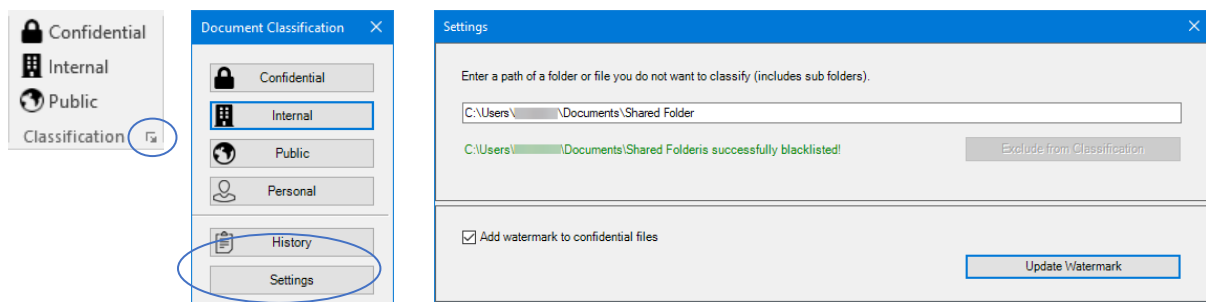 Confidential
Internal
Public
Classification
Document Classification
Confidential
Internal
Public
Personal
History
Settings
Settings
Enter a path of a folder or file you do not want to classify (includes sub folders).
C:\Users\ \Documents\Shared Folder
C:\Users\ \Documents\Shared Folderis successfully blacklisted!
Exclude from Classification
Add watermark to confidential files
Update Watermark